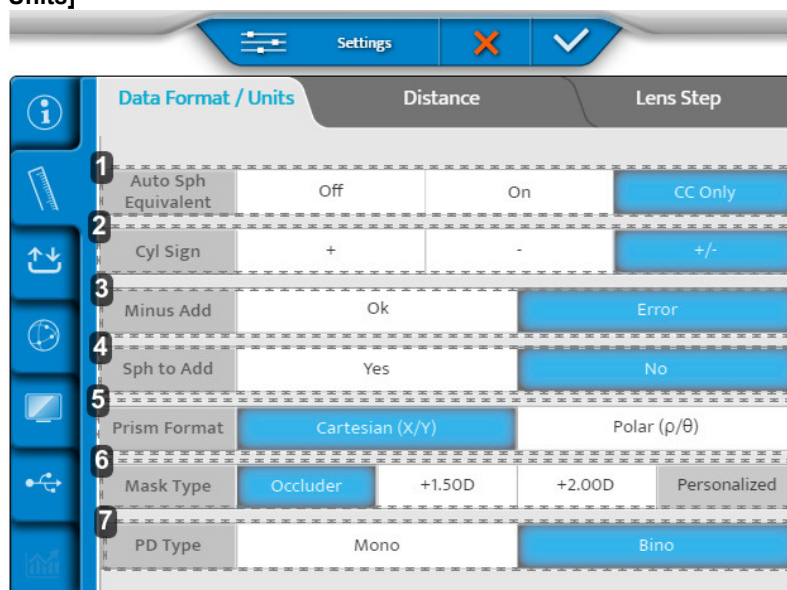 Units]
Settings
Data Format / Units Distance Lens Step
1
Auto Sph Equivalent Off On CC Only
2
Cyl Sign + - +/-
3
Minus Add Ok Error
4
Sph to Add Yes No
5
Prism Format Cartesian (X/Y) Polar (ρ/θ)
6
Mask Type Occluder +1.50D +2.00D Personalized
7
PD Type Mono Bino